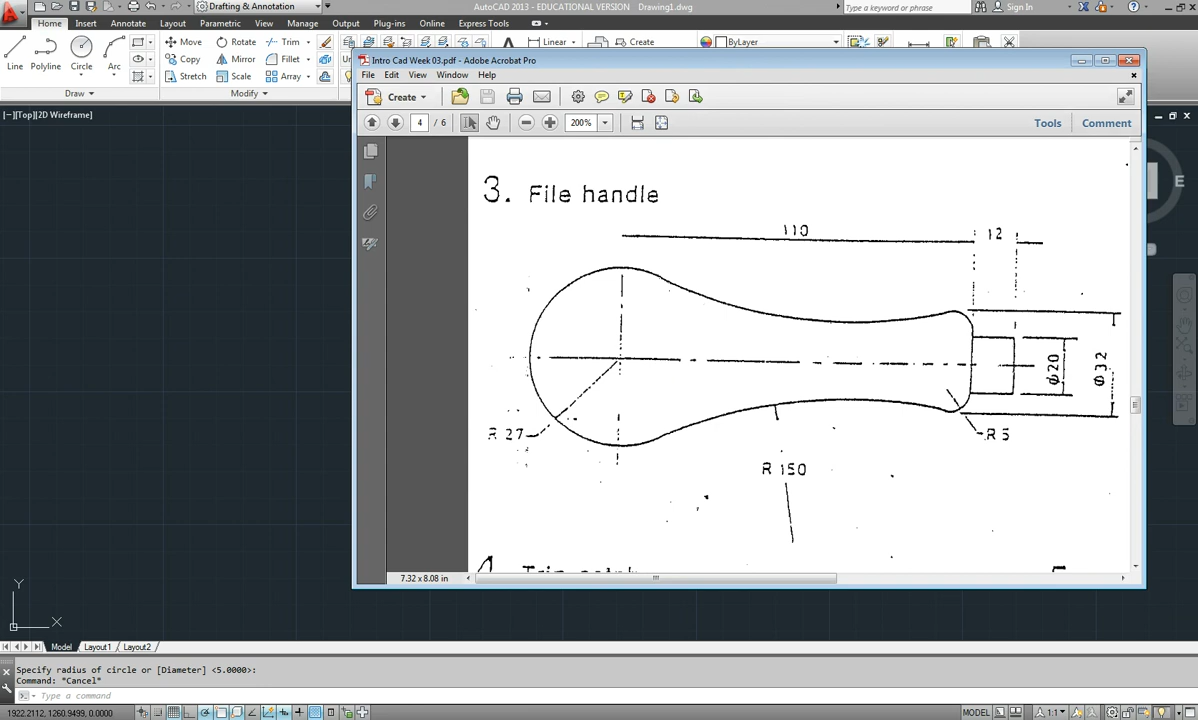 Drafting & Annotation
AutoCAD 2013 - EDUCATIONAL VERSION Drawing1.dwg
Type a keyword or phrase
Sign In
Home Insert Annotate Layout Parametric View Manage Output Plug-ins Online Express Tools
Line Polyline Circle Arc
Move Rotate Trim
Copy Mirror Fillet
Stretch Scale Array
Linear
Create
ByLayer
Draw Modify
[−][Top][2D Wireframe]
Intro Cad Week 03.pdf - Adobe Acrobat Pro
File Edit View Window Help
Create
4 / 6 200%
Tools Comment
3. File handle
110 12
ϕ20 ϕ32
R 27
R5
R 150
7.32 x 8.08 in
E
Y
X
Model Layout1 Layout2
Specify radius of circle or [Diameter] <5.0000>:
Command: *Cancel*
Type a command
1922.2112, 1260.9499, 0.0000
MODEL 1:1